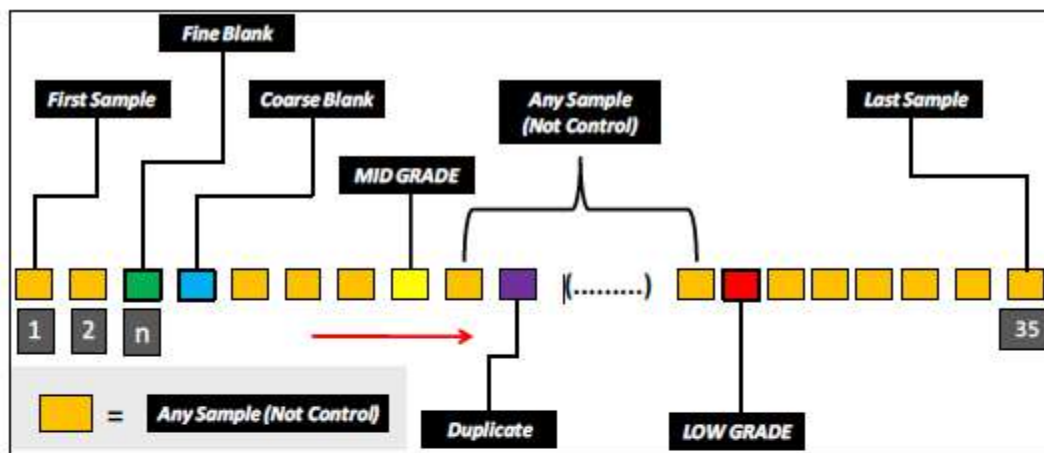 Fine Blank
First Sample
Coarse Blank
Any Sample
(Not Control)
Last Sample
MID GRADE
(.........)
1
2
n
35
= Any Sample (Not Control)
Duplicate
LOW GRADE